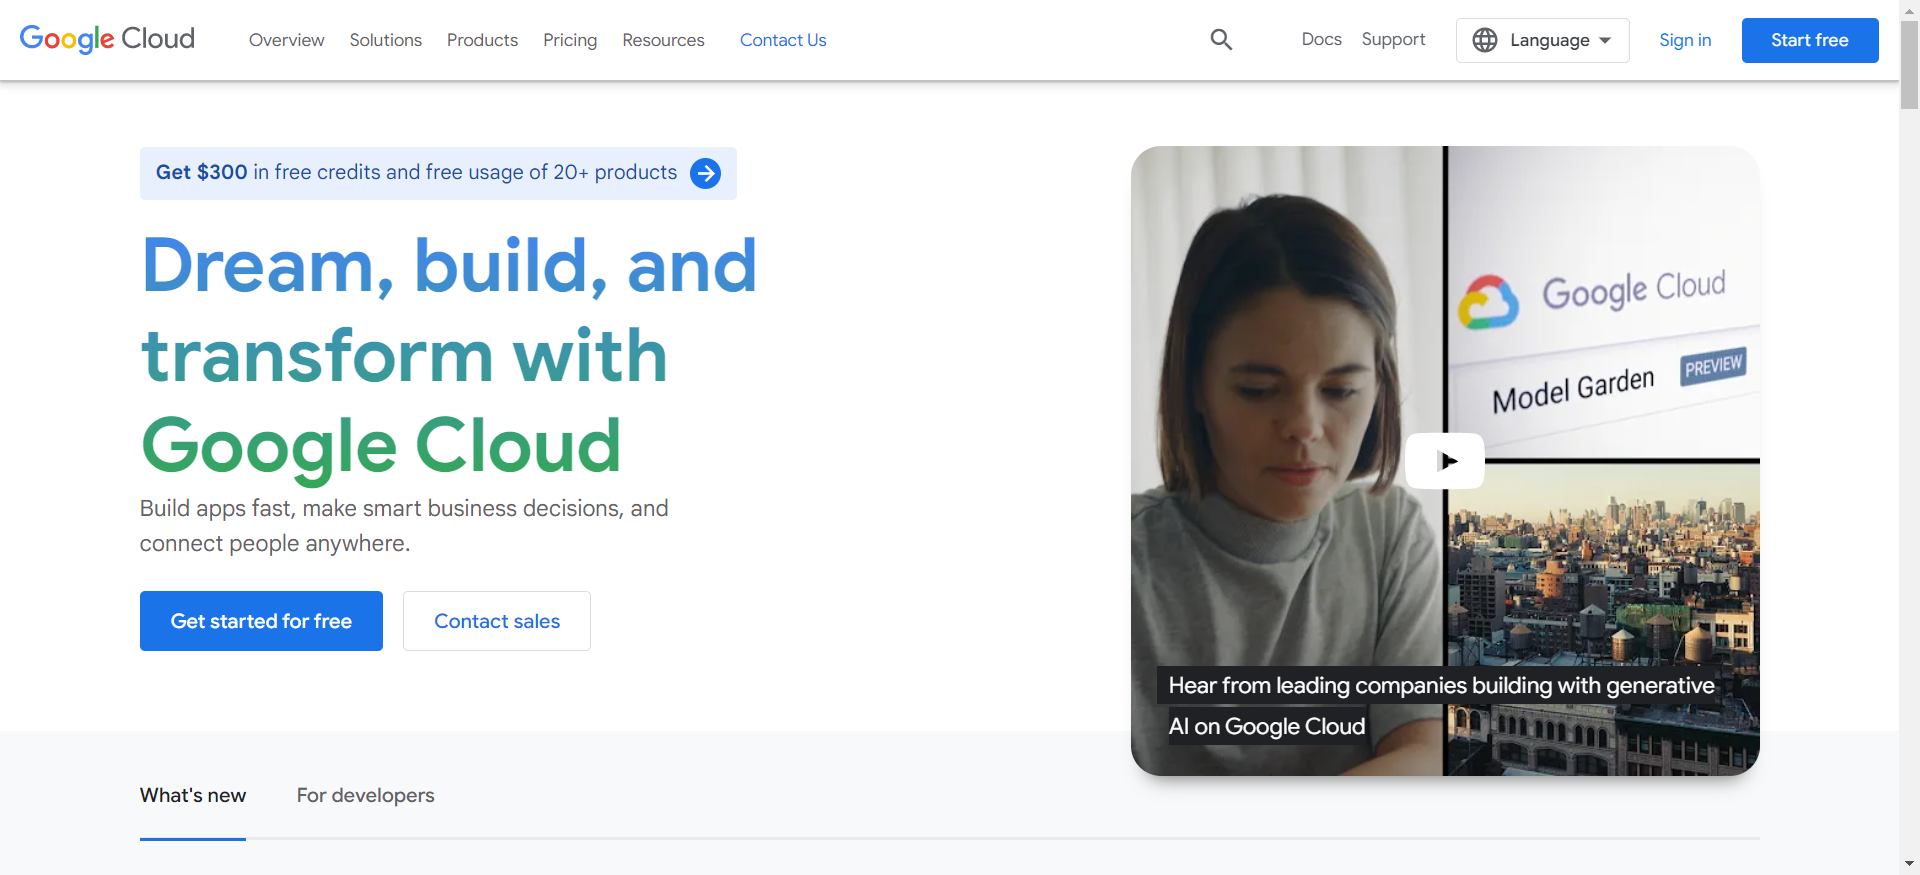 Google Cloud
Overview
Solutions
Products
Pricing
Resources
Contact Us
Docs
Support
Language
Sign in
Start free
Get $300 in free credits and free usage of 20+ products
Dream, build, and
transform with
Google Cloud
Build apps fast, make smart business decisions, and
connect people anywhere.
Get started for free
Contact sales
Google Cloud
Model Garden
PREVIEW
Hear from leading companies building with generative
AI on Google Cloud
What's new
For developers